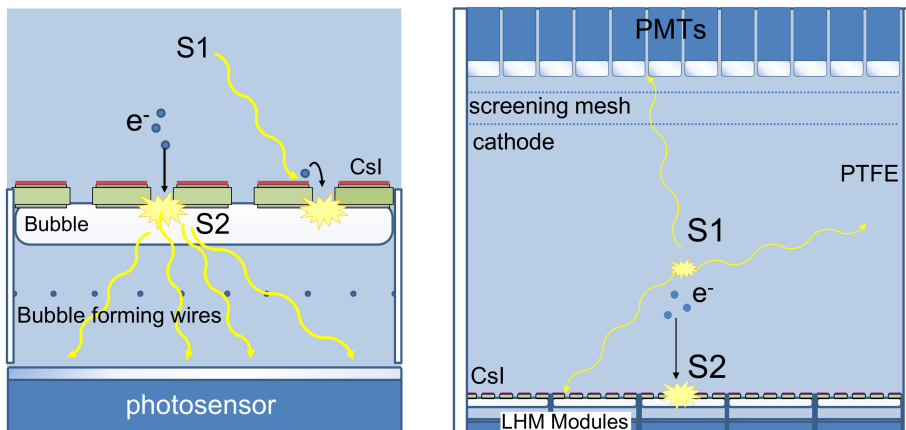 S1
e-
CsI
Bubble
S2
Bubble forming wires
photosensor
PMTs
screening mesh
cathode
PTFE
S1
e-
S2
CsI
LHM Modules